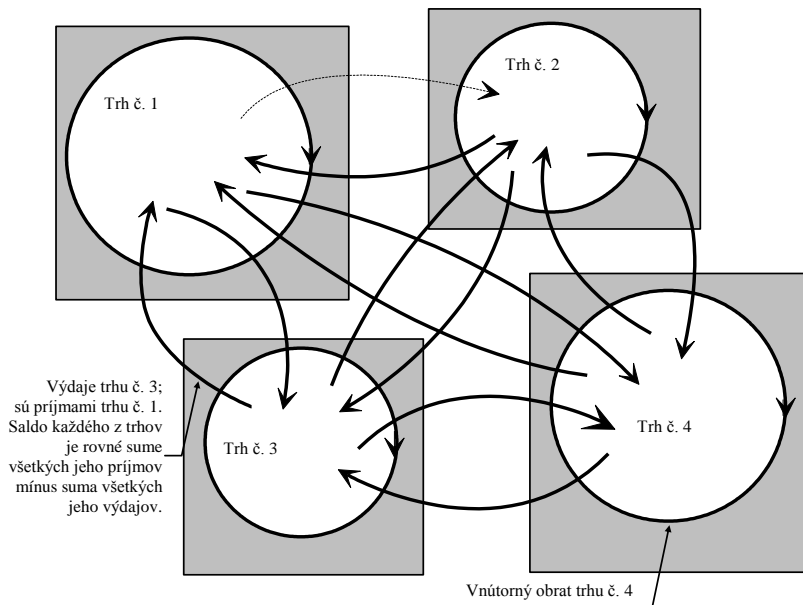 Trh č. 1
Trh č. 2
Výdaje trhu č. 3;
sú príjmami trhu č. 1.
Saldo každého z trhov
je rovné sume
všetkých jeho príjmov
mínus suma všetkých
jeho výdajov.
Trh č. 3
Trh č. 4
Vnútorný obrat trhu č. 4